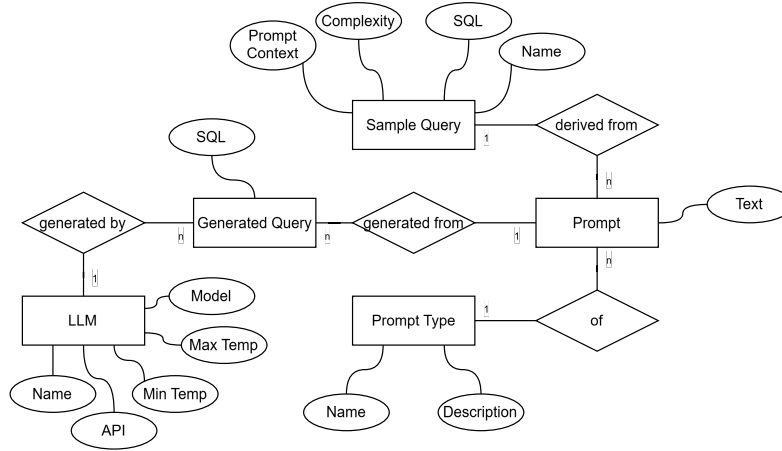 Complexity
SQL
Prompt
Context
Name
Sample Query
derived from
1
SQL
n
Text
generated by
Generated Query
generated from
Prompt
n
n
1
n
1
Model
LLM
Prompt Type
1
of
Max Temp
Name
Min Temp
Name
Description
API